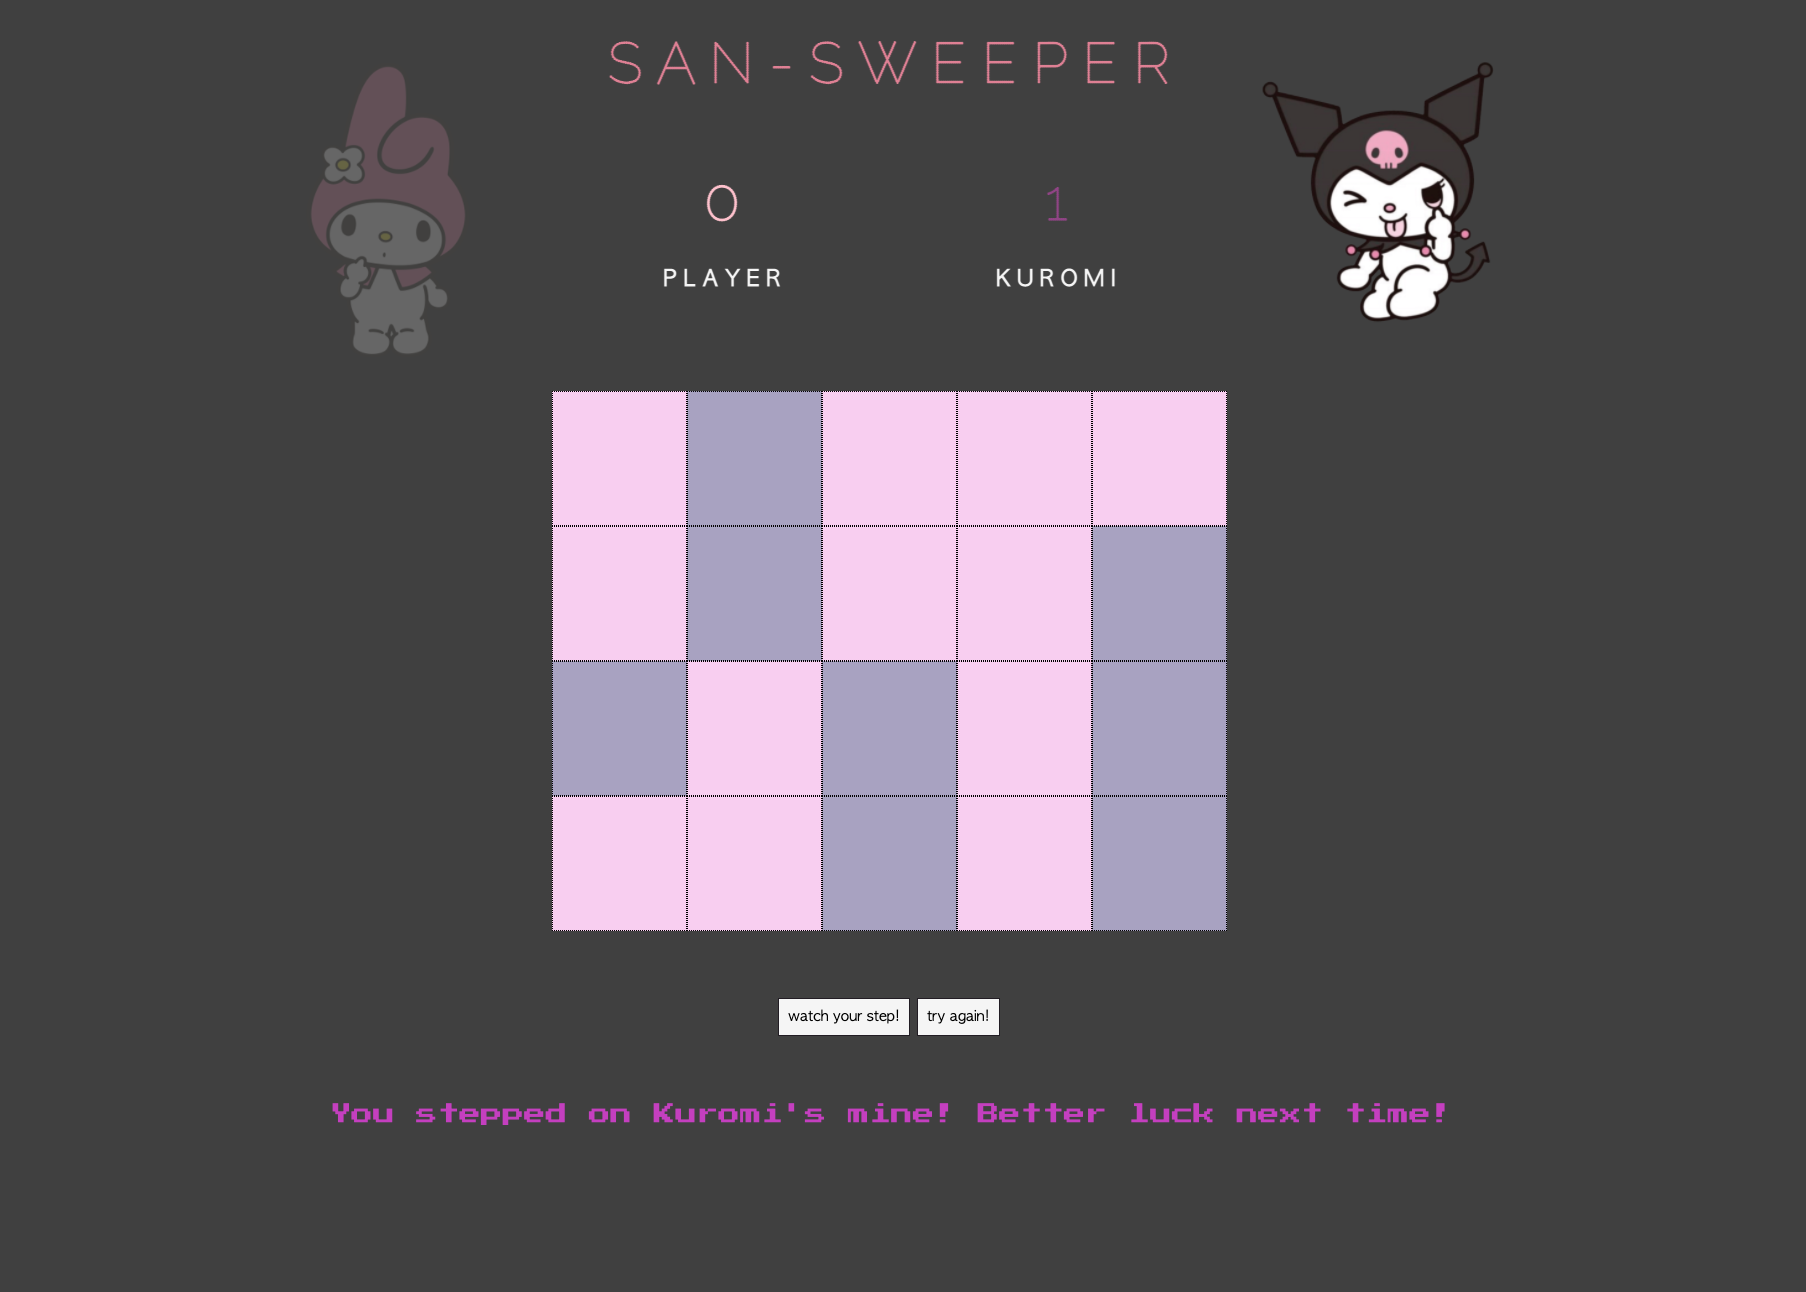 SAN-SWEEPER
0
1
PLAYER
KUROMI
watch your step!
try again!
You stepped on Kuromi's mine! Better luck next time!